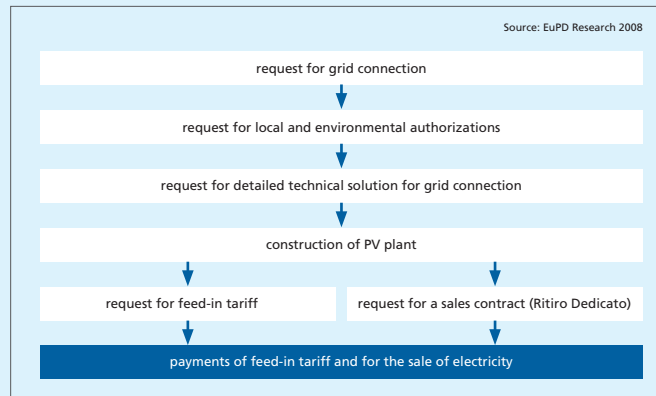 Source: EuPD Research 2008
request for grid connection
request for local and environmental authorizations
request for detailed technical solution for grid connection
construction of PV plant
request for feed-in tariff
request for a sales contract (Ritiro Dedicato)
payments of feed-in tariff and for the sale of electricity